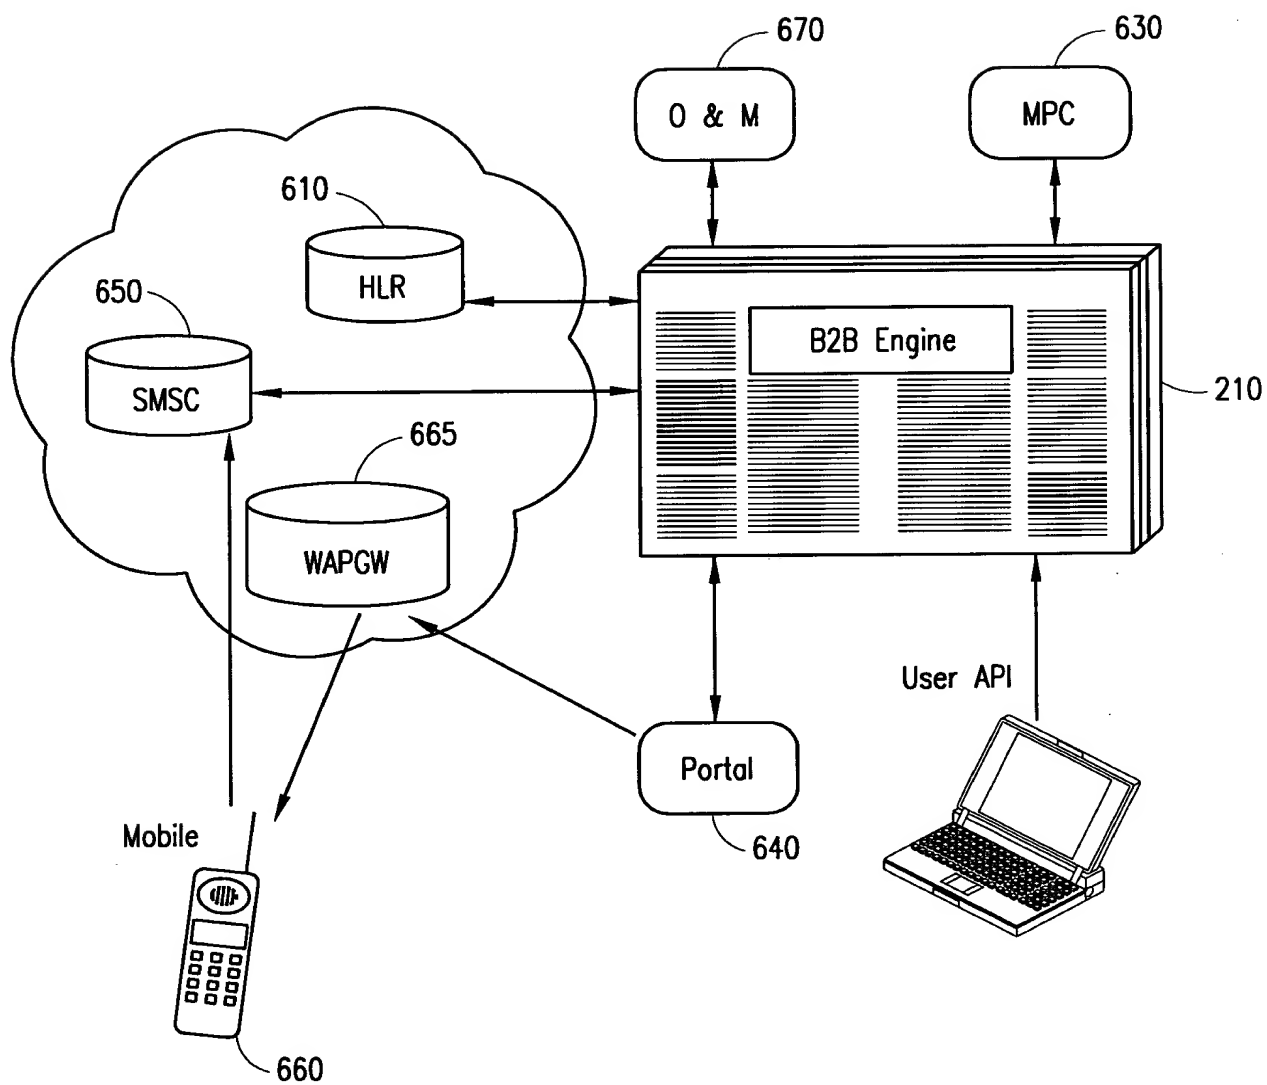 670
630
O & M
MPC
610
HLR
650
B2B Engine
SMSC
210
665
WAPGW
User API
Portal
Mobile
640
660